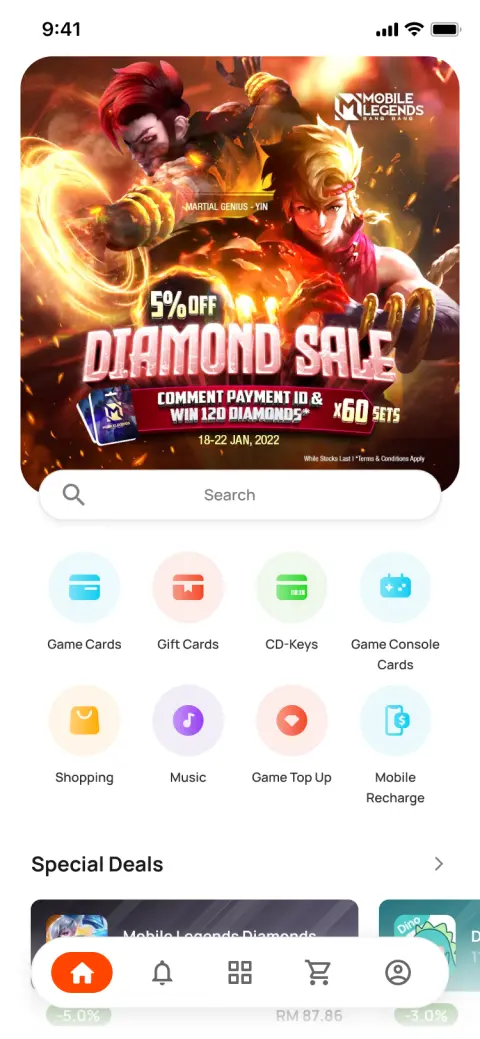 9:41
MOBILE
LEGENDS
BANG BANG
MARTIAL GENIUS - YIN
5% OFF
DIAMOND SALE
COMMENT PAYMENT ID &
WIN 120 DIAMONDS*
x60 SETS
18-22 JAN, 2022
While Stocks Last I *Terms & Conditions Apply
Search
Game Cards
Gift Cards
CD-Keys
Game Console
Cards
Shopping
Music
Game Top Up
Mobile
Recharge
Special Deals
Mobile Legends Diamonds
Dino
D
-5.0%
RM 87.86
-3.0%